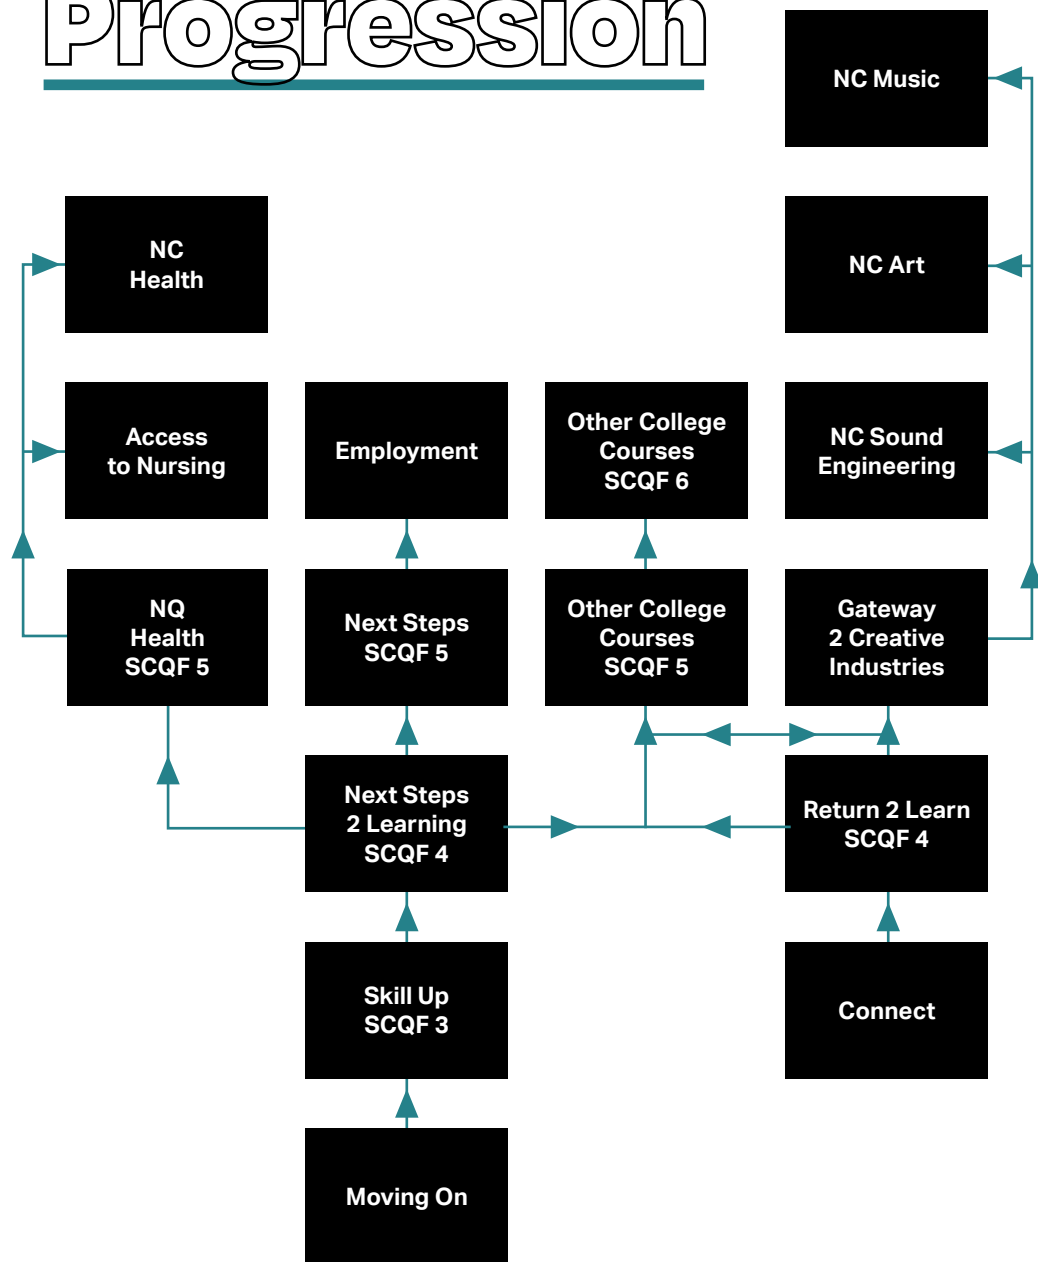 Progression
NC Music
NC
Health
NC Art
Access
to Nursing
Employment
Other College
Courses
SCQF 6
NC Sound
Engineering
NQ
Health
SCQF 5
Next Steps
SCQF 5
Other College
Courses
SCQF 5
Gateway
2 Creative
Industries
Next Steps
2 Learning
SCQF 4
Return 2 Learn
SCQF 4
Skill Up
SCQF 3
Connect
Moving On